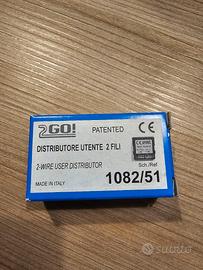 2GO!
PATENTED
CE
DISTRIBUTORE UTENTE 2 FILI
2-WIRE USER DISTRIBUTOR
Sch./Ref.
MADE IN ITALY
1082/51
subito